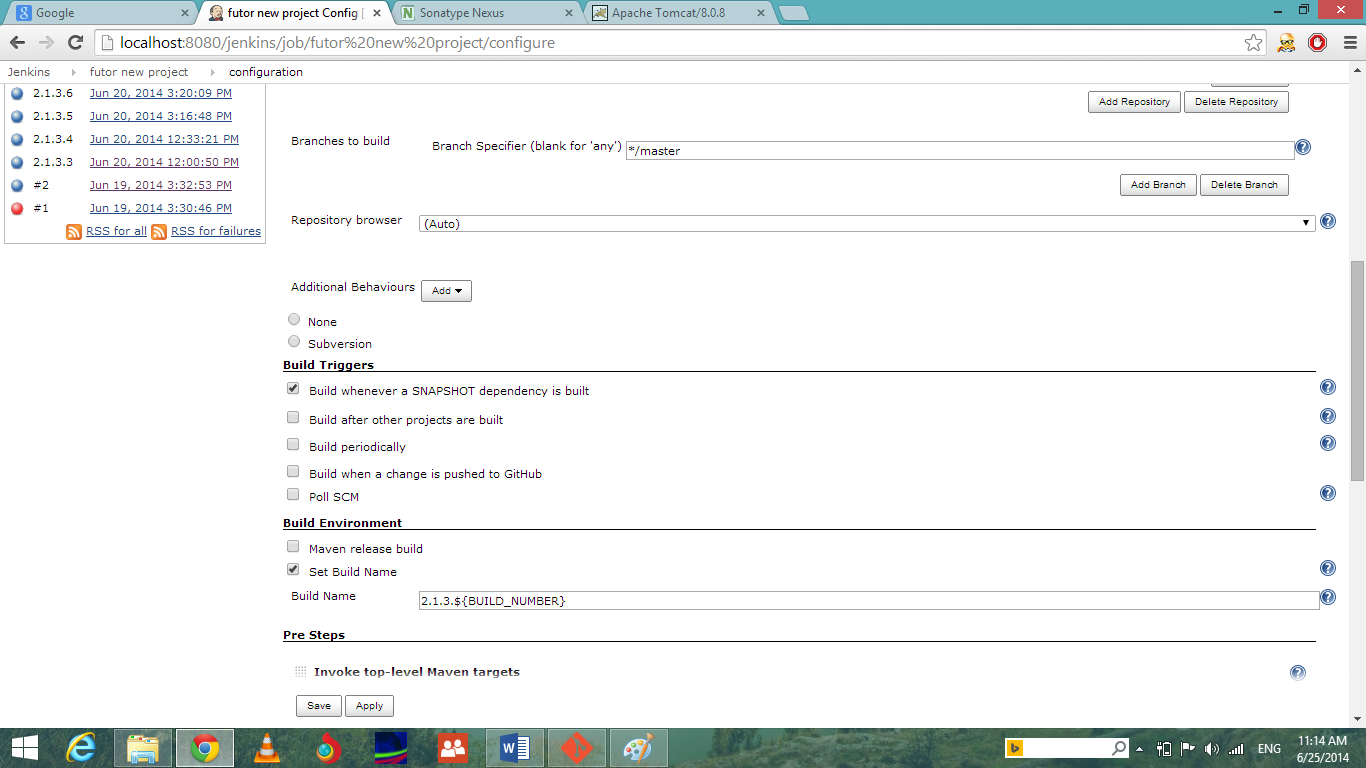 Google
futor new project Config [
Sonatype Nexus
Apache Tomcat/8.0.8
localhost:8080/jenkins/job/futor%20new%20project/configure
Jenkins
futor new project
configuration
2.1.3.6 Jun 20, 2014 3:20:09 PM
2.1.3.5 Jun 20, 2014 3:16:48 PM
2.1.3.4 Jun 20, 2014 12:33:21 PM
2.1.3.3 Jun 20, 2014 12:00:50 PM
#2 Jun 19, 2014 3:32:53 PM
#1 Jun 19, 2014 3:30:46 PM
RSS for all RSS for failures
Add Repository Delete Repository
Branches to build Branch Specifier (blank for 'any') */master
Add Branch Delete Branch
Repository browser (Auto)
Additional Behaviours Add
None
Subversion
Build Triggers
Build whenever a SNAPSHOT dependency is built
Build after other projects are built
Build periodically
Build when a change is pushed to GitHub
Poll SCM
Build Environment
Maven release build
Set Build Name
Build Name 2.1.3.${BUILD_NUMBER}
Pre Steps
Invoke top-level Maven targets
Save Apply
ENG
11:14 AM
6/25/2014